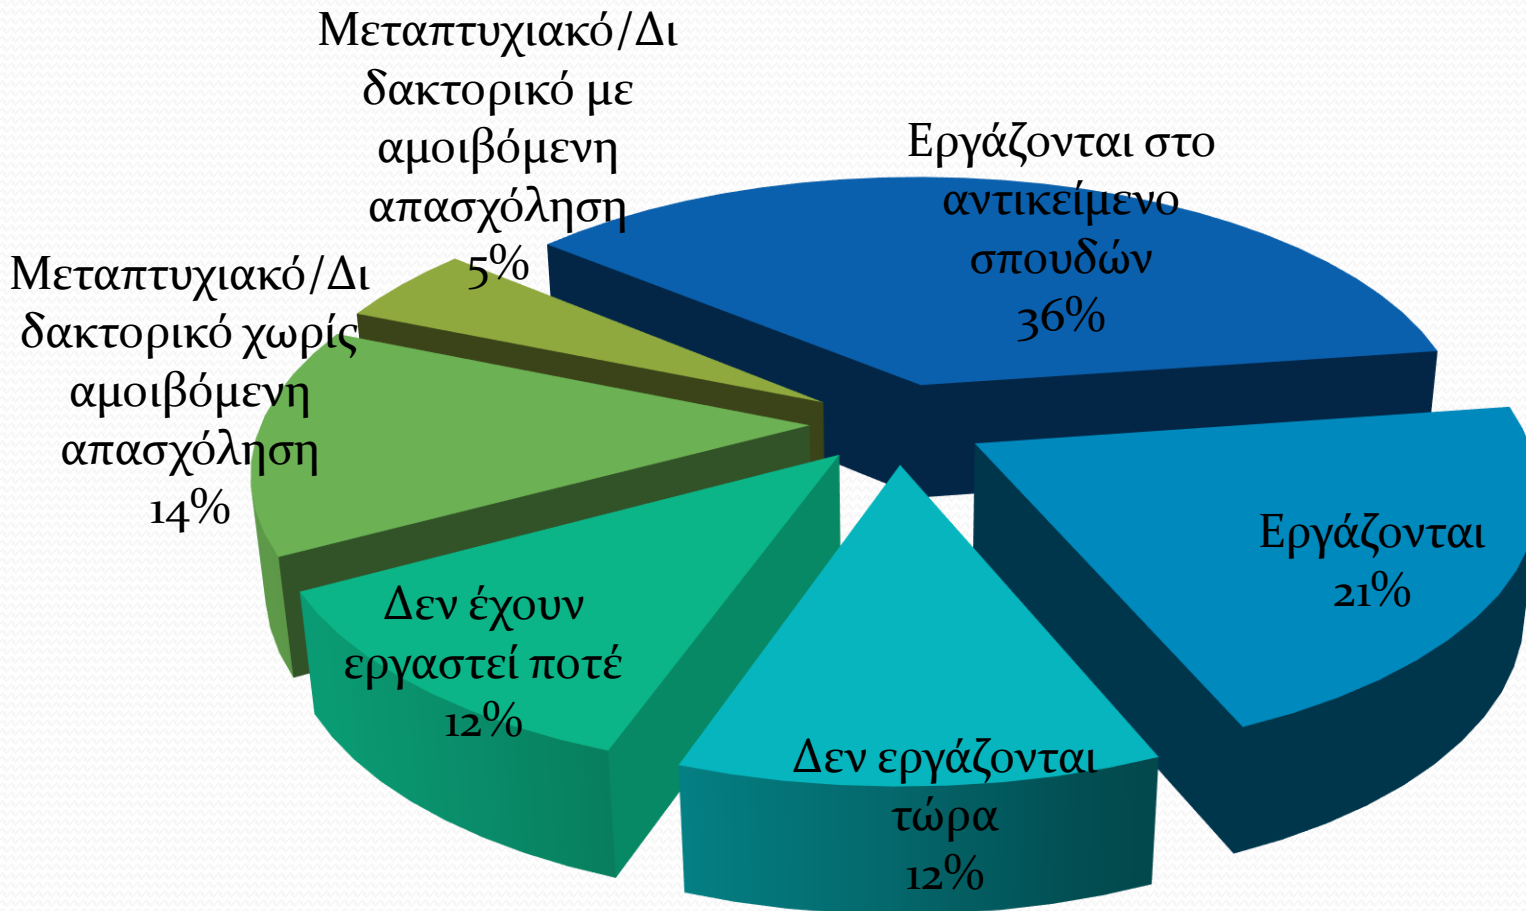 Μεταπτυχιακό/Δι
δακτορικό με
αμοιβόμενη
απασχόληση
5%
Εργάζονται στο
αντικείμενο
σπουδών
36%
Μεταπτυχιακό/Δι
δακτορικό χωρίς
αμοιβόμενη
απασχόληση
14%
Εργάζονται
21%
Δεν έχουν
εργαστεί ποτέ
12%
Δεν εργάζονται
τώρα
12%